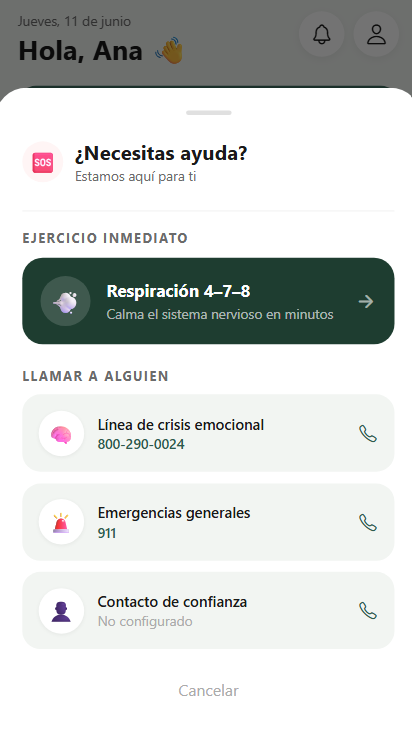 Jueves, 11 de junio
Hola, Ana 👋
SOS
¿Necesitas ayuda?
Estamos aquí para ti
EJERCICIO INMEDIATO
Respiración 4–7–8
Calma el sistema nervioso en minutos
LLAMAR A ALGUIEN
Línea de crisis emocional
800-290-0024
Emergencias generales
911
Contacto de confianza
No configurado
Cancelar